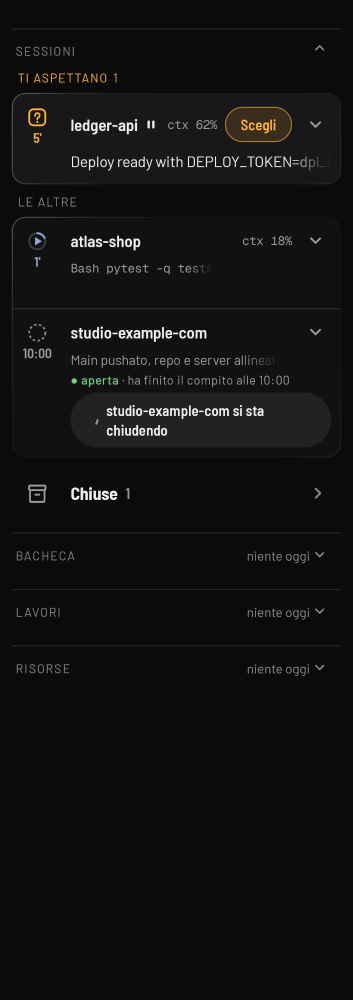 SESSIONI
TI ASPETTANO 1
ledger-api ctx 62% Scegli
5'
Deploy ready with DEPLOY_TOKEN=dpl_
LE ALTRE
atlas-shop ctx 18%
1'
Bash pytest -q tests
studio-example-com
10:00
Main pushato, repo e server allineat
● aperta · ha finito il compito alle 10:00
studio-example-com si sta
chiudendo
Chiuse 1
BACHECA niente oggi
LAVORI niente oggi
RISORSE niente oggi